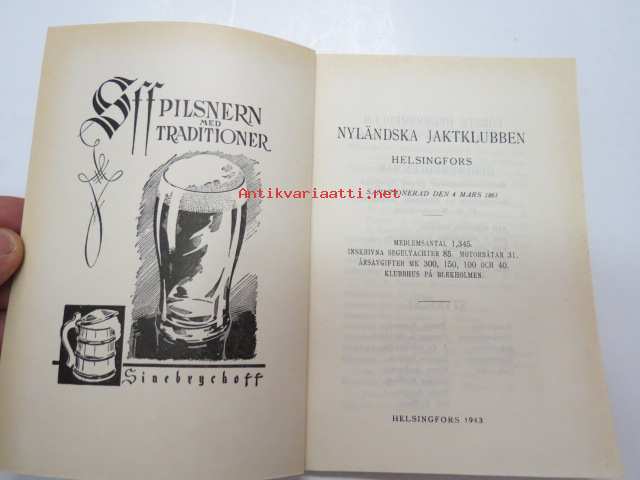 Sff PILSNERN
MED
TRADITIONER
Sinebrychoff
NYLÄNDSKA JAKTKLUBBEN
HELSINGFORS
Antikvariaatti.net
SANKTIONERAD DEN 4 MARS 1861
MEDLEMSANTAL 1,345.
INSKRIVNA SEGELYACHTER 85. MOTORBÅTAR 31.
ÅRSAVGIFTER MK 300, 150, 100 OCH 40.
KLUBBHUS PÅ BLEKHOLMEN.
HELSINGFORS 1943